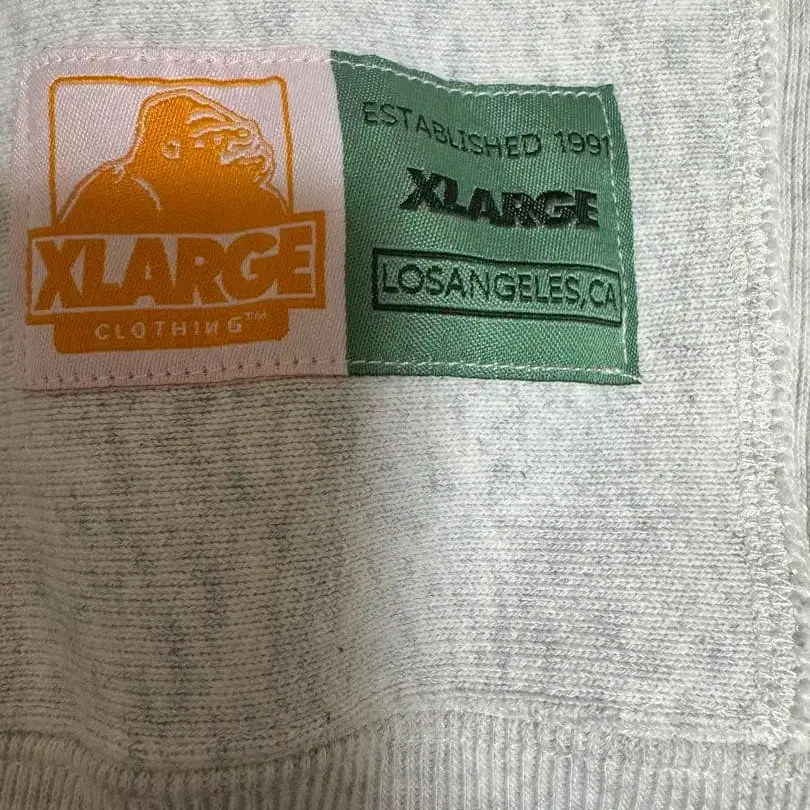 XLARGE
CLOTHING™
ESTABLISHED 1991
XLARGE
LOSANGELES,CA